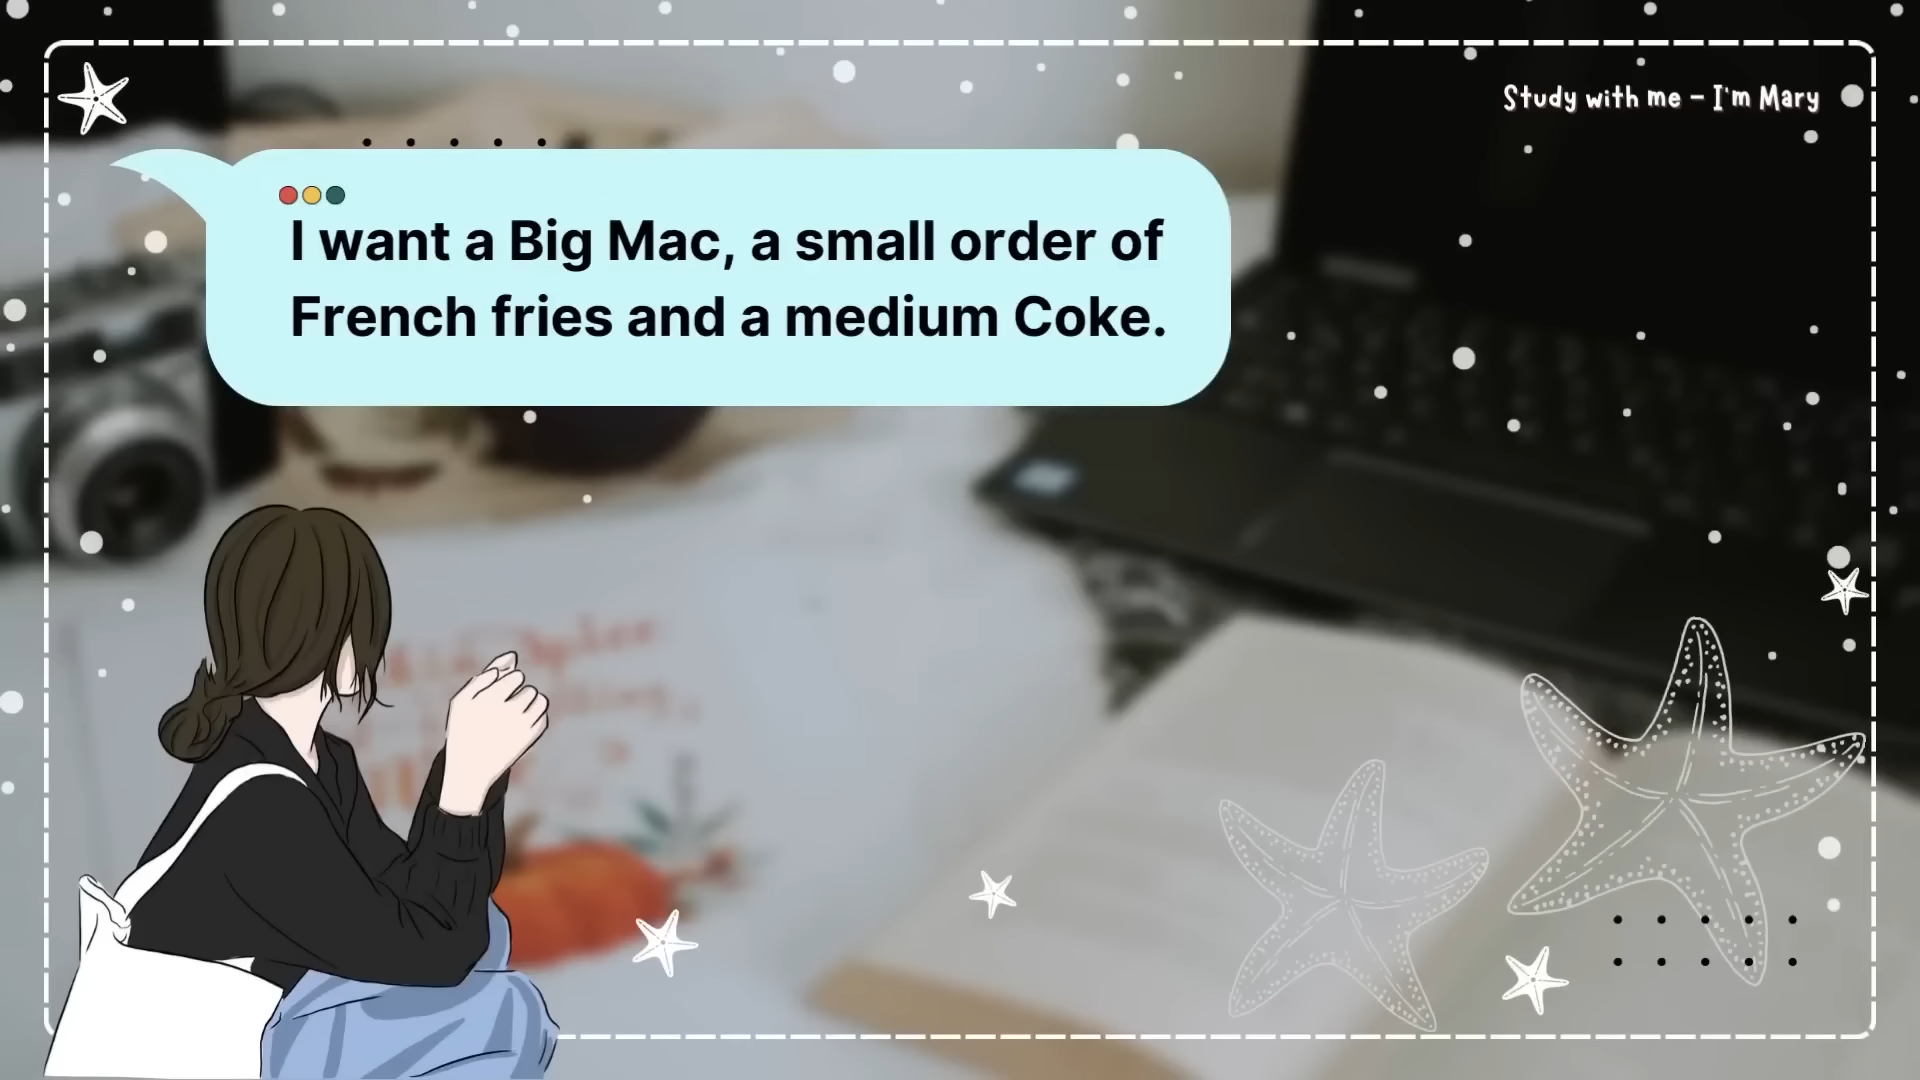 Study with me - I'm Mary
I want a Big Mac, a small order of
French fries and a medium Coke.